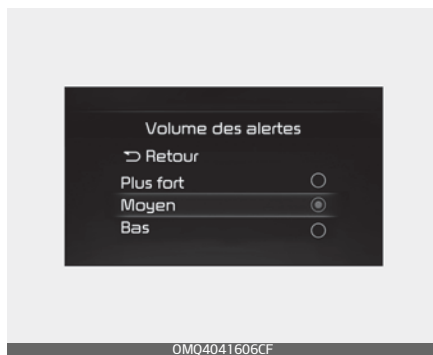 Volume des alertes
Retour
Plus fort
Moyen
Bas
OMQ4041606CF